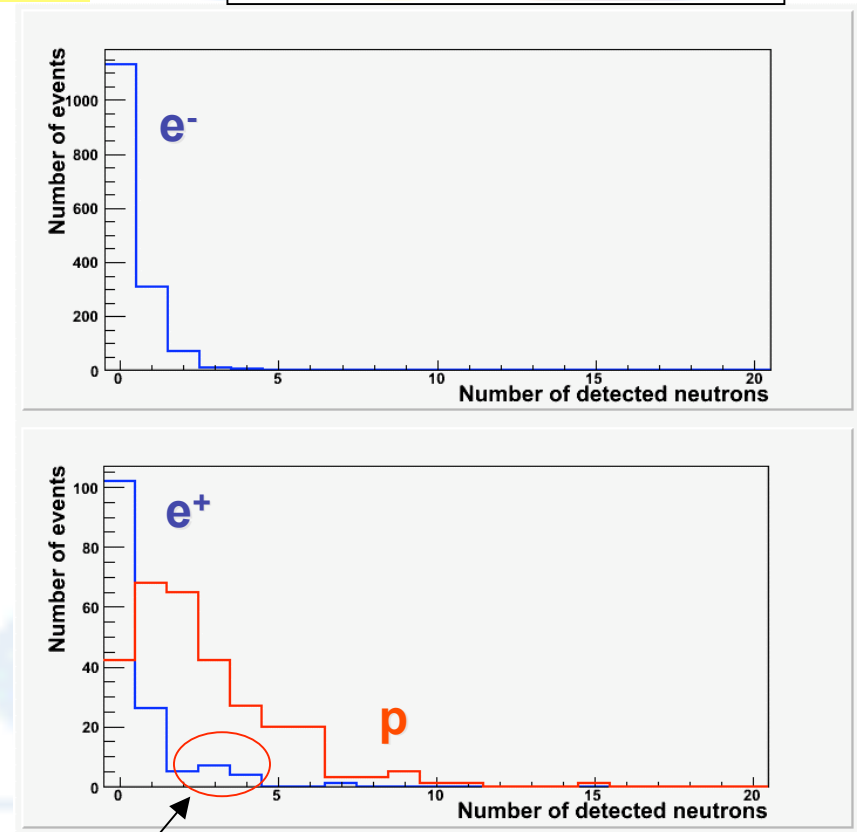 Number of events
1000
800
600
400
200
0
e-
0 5 10 15 20
Number of detected neutrons
Number of events
100
80
60
40
20
0
e+
p
0 5 10 15 20
Number of detected neutrons